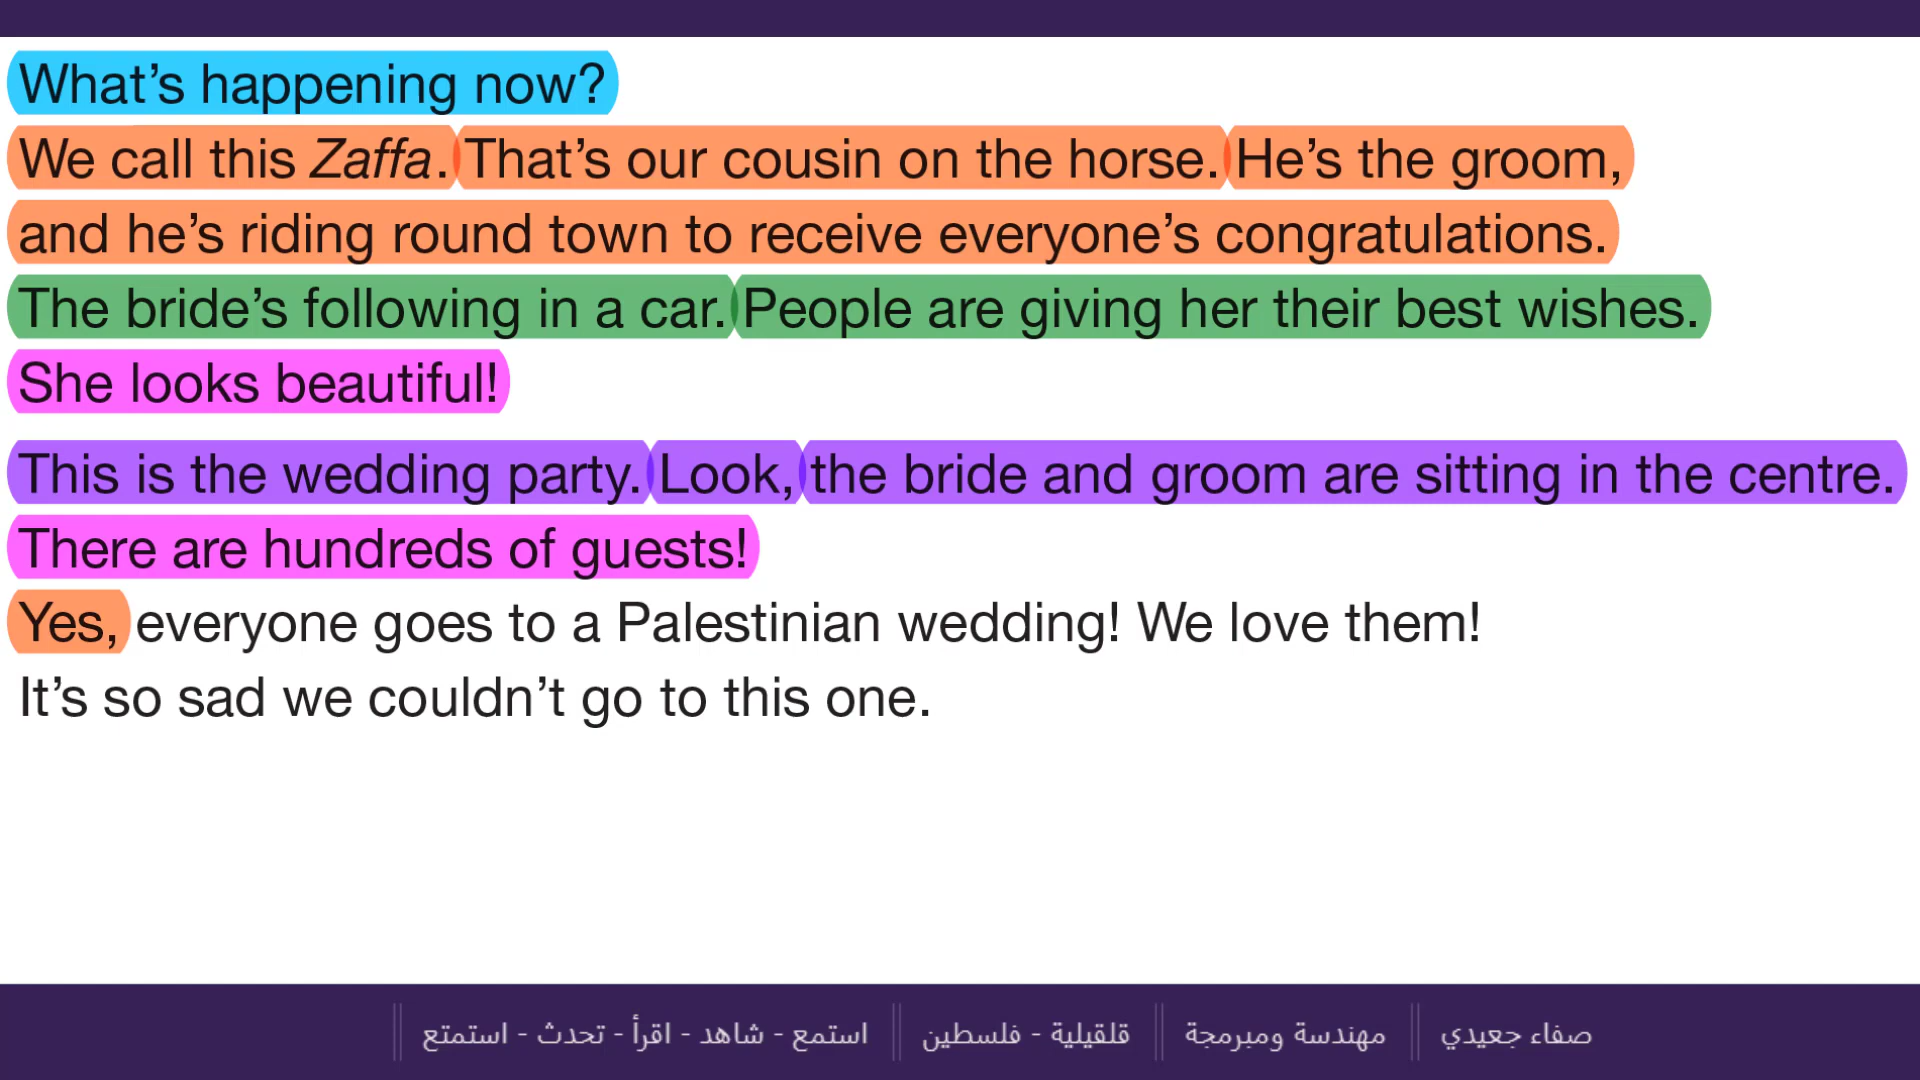 What’s happening now?
We call this Zaffa. That’s our cousin on the horse. He’s the groom,
and he’s riding round town to receive everyone’s congratulations.
The bride’s following in a car. People are giving her their best wishes.
She looks beautiful!
This is the wedding party. Look, the bride and groom are sitting in the centre.
There are hundreds of guests!
Yes, everyone goes to a Palestinian wedding! We love them!
It’s so sad we couldn’t go to this one.
صفاء جعيدي || مهندسة ومبرمجة || قلقيلية - فلسطين || استمع - شاهد - اقرأ - تحدث - استمتع ||